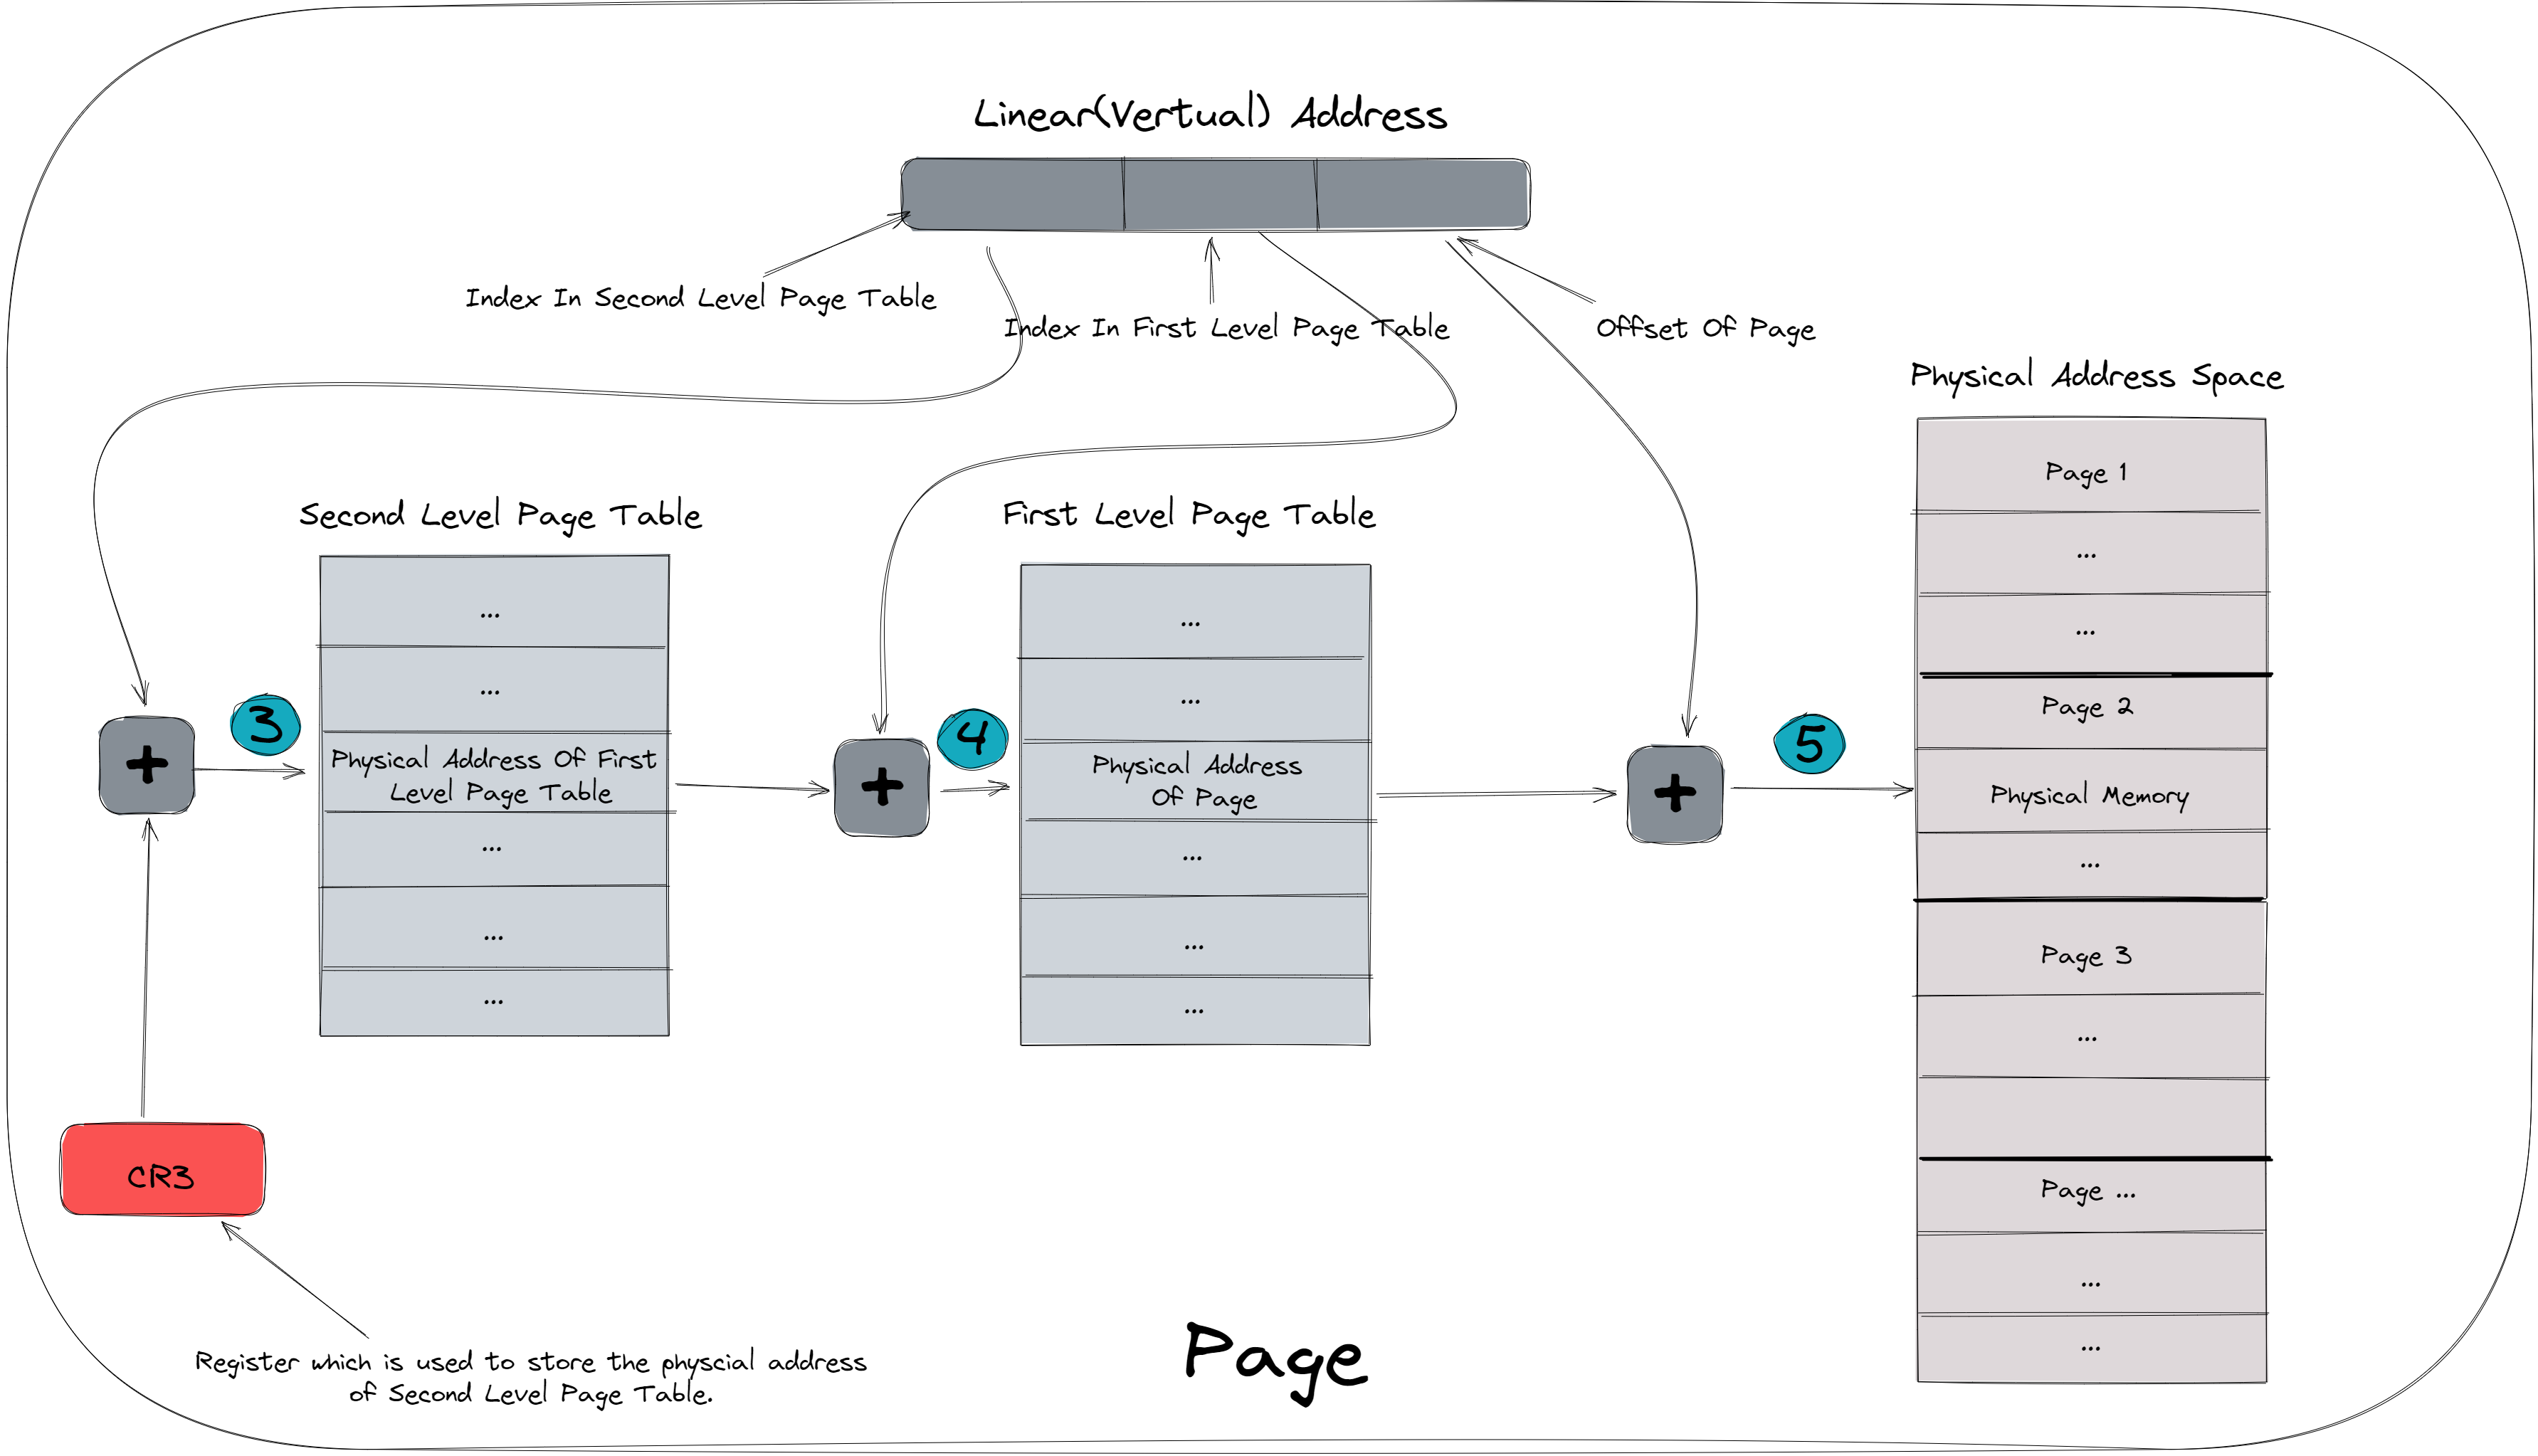 Linear(Vertual) Address
Index In Second Level Page Table
Index In First Level Page Table
Offset Of Page
Physical Address Space
Second Level Page Table
First Level Page Table
+
3
...
...
Physical Address Of First
Level Page Table
...
...
...
+
4
...
...
Physical Address
Of Page
...
...
...
+
5
Page 1
...
...
Page 2
Physical Memory
...
Page 3
...
Page ...
...
...
CR3
Register which is used to store the physcial address
of Second Level Page Table.
Page